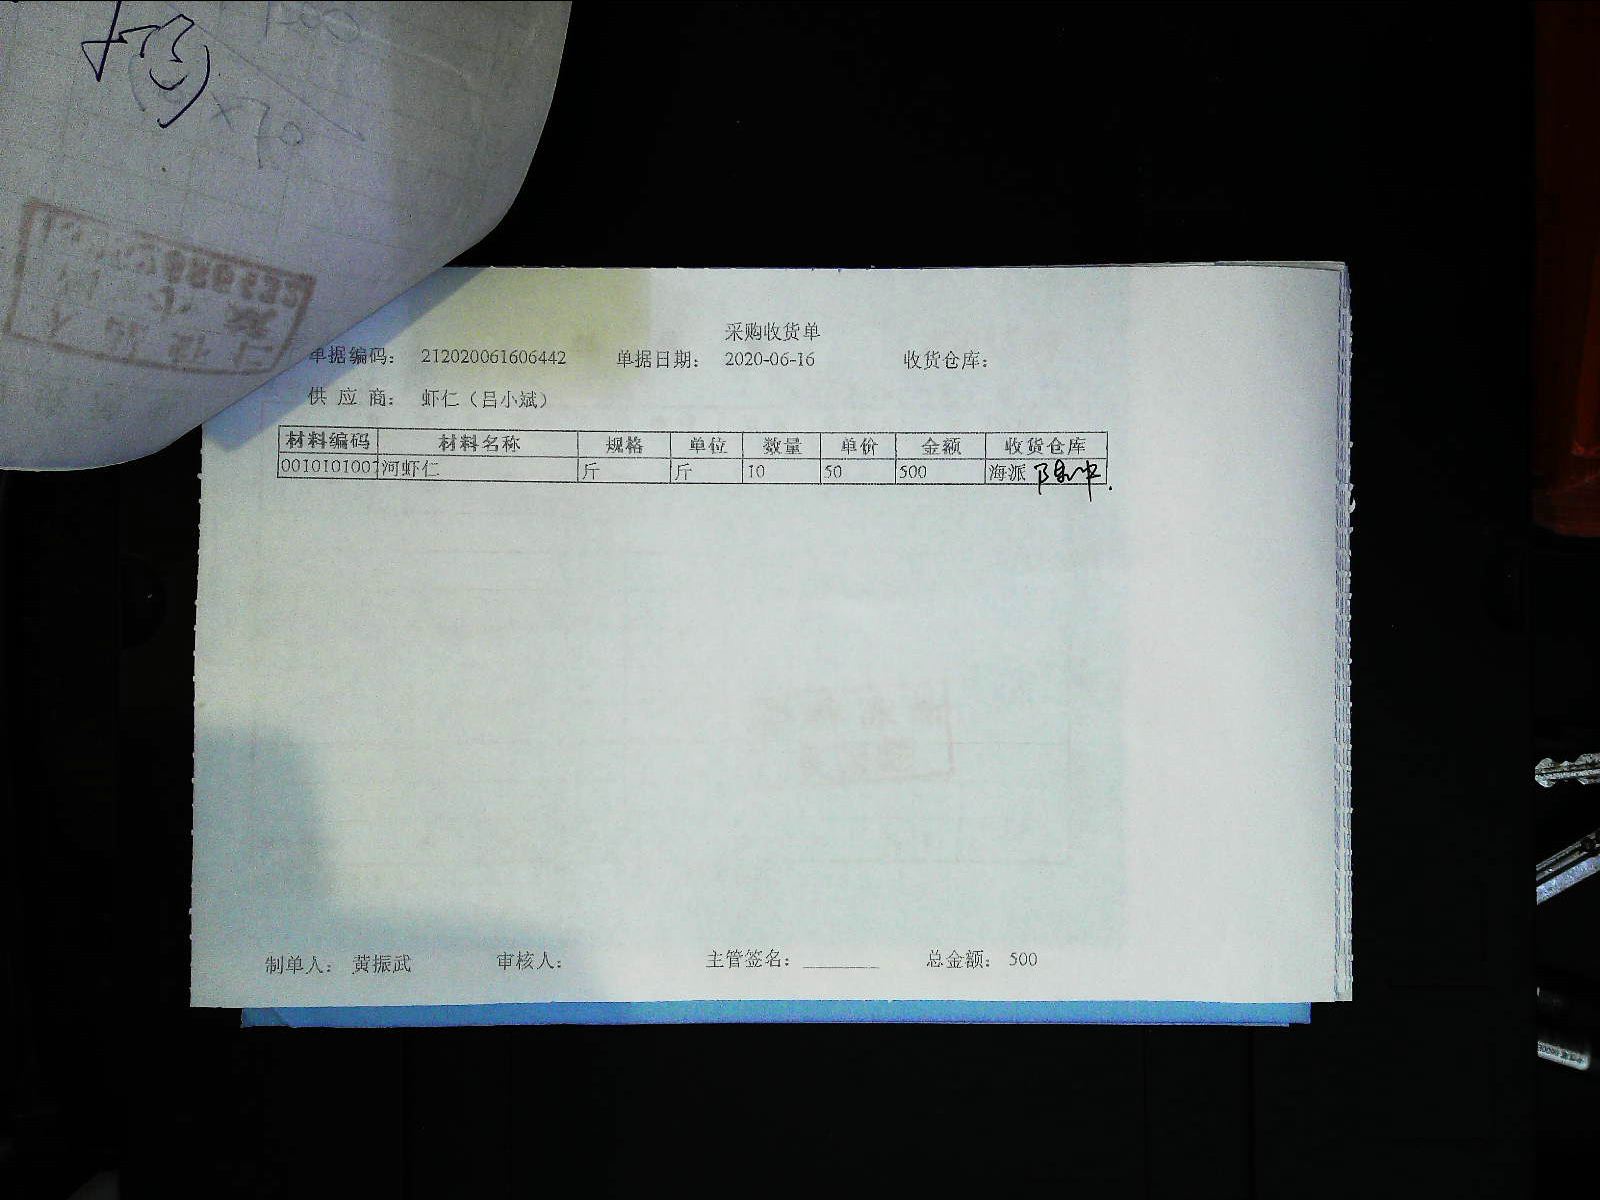 ×70
采购收货单
单据编码： 212020061606442 单据日期： 2020-06-16 收货仓库：
供 应 商： 虾仁（吕小斌）
材料编码 材料名称 规格 单位 数量 单价 金额 收货仓库
0010101007 河虾仁 斤 斤 10 50 500 海派
制单人： 黄振武 审核人： 主管签名： 总金额： 500